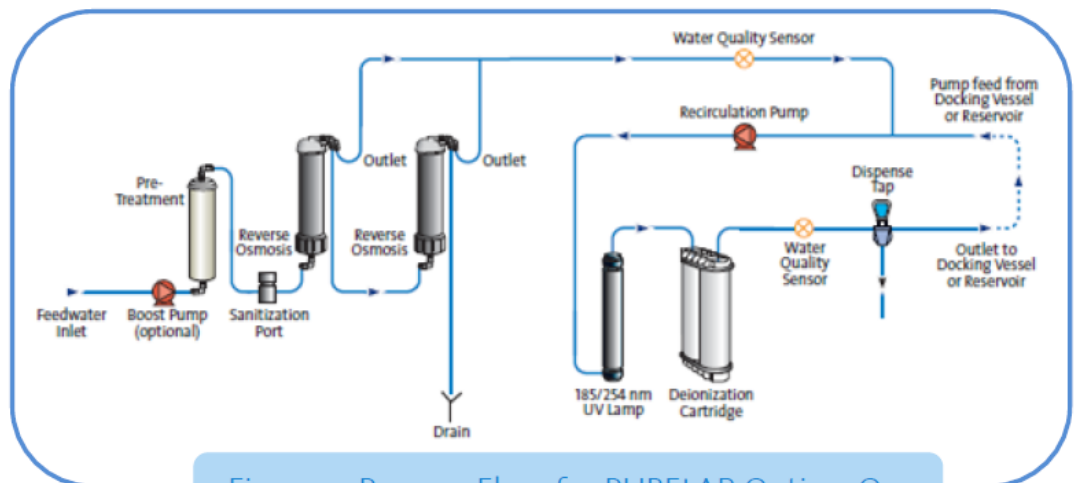 Water Quality Sensor
Pump feed from
Docking Vessel
or Reservoir
Recirculation Pump
Outlet
Outlet
Dispense
Tap
Pre-
Treatment
Reverse
Osmosis
Reverse
Osmosis
Water
Quality
Sensor
Outlet to
Docking Vessel
or Reservoir
Feedwater
Inlet
Boost Pump
(optional)
Sanitization
Port
185/254 nm
UV Lamp
Deionization
Cartridge
Drain